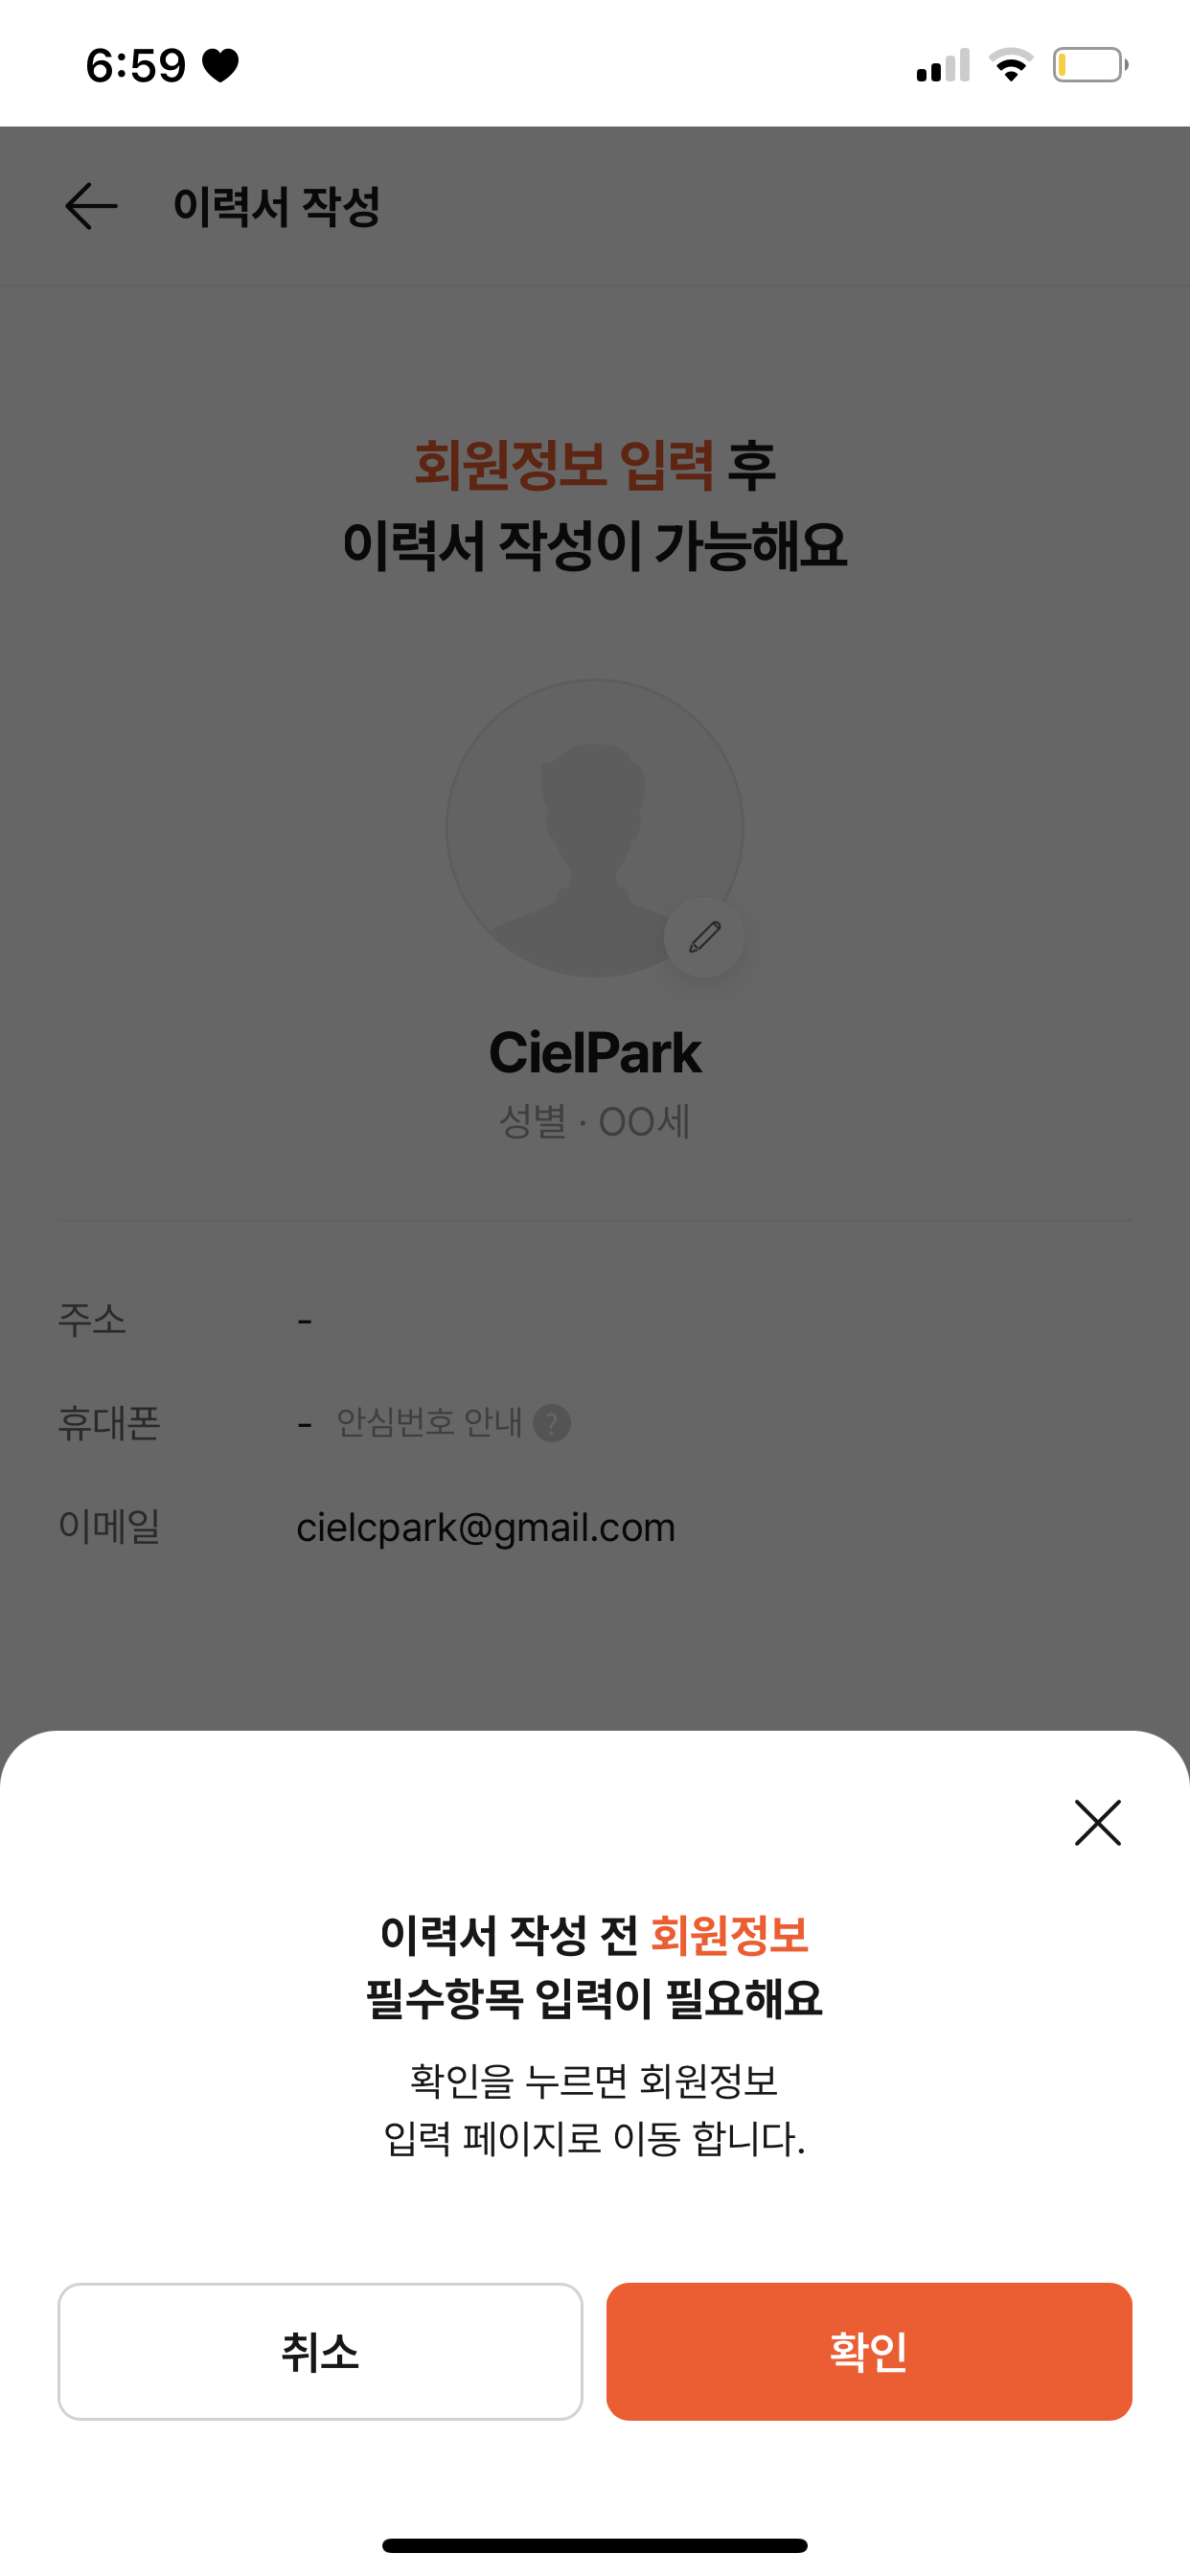 6:59
이력서 작성
회원정보 입력 후
이력서 작성이 가능해요
CielPark
성별 · OO세
주소 -
휴대폰 - 안심번호 안내 ?
이메일 cielcpark@gmail.com
이력서 작성 전 회원정보
필수항목 입력이 필요해요
확인을 누르면 회원정보
입력 페이지로 이동 합니다.
취소 확인